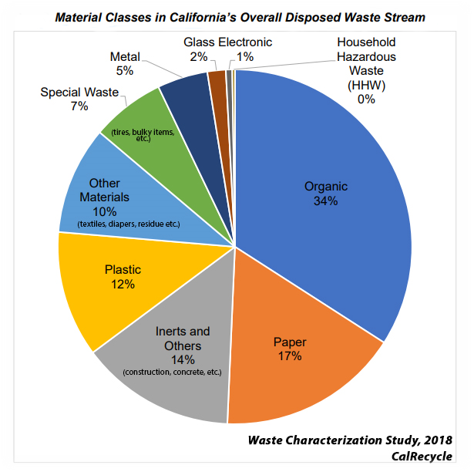 Material Classes in California's Overall Disposed Waste Stream
Glass
2%
Electronic
1%
Household
Hazardous
Waste
(HHW)
0%
Metal
5%
Special Waste
7%
(tires, bulky items,
etc.)
Organic
34%
Other
Materials
10%
(textiles, diapers, residue etc.)
Plastic
12%
Inerts and
Others
14%
(construction, concrete, etc.)
Paper
17%
Waste Characterization Study, 2018
CalRecycle